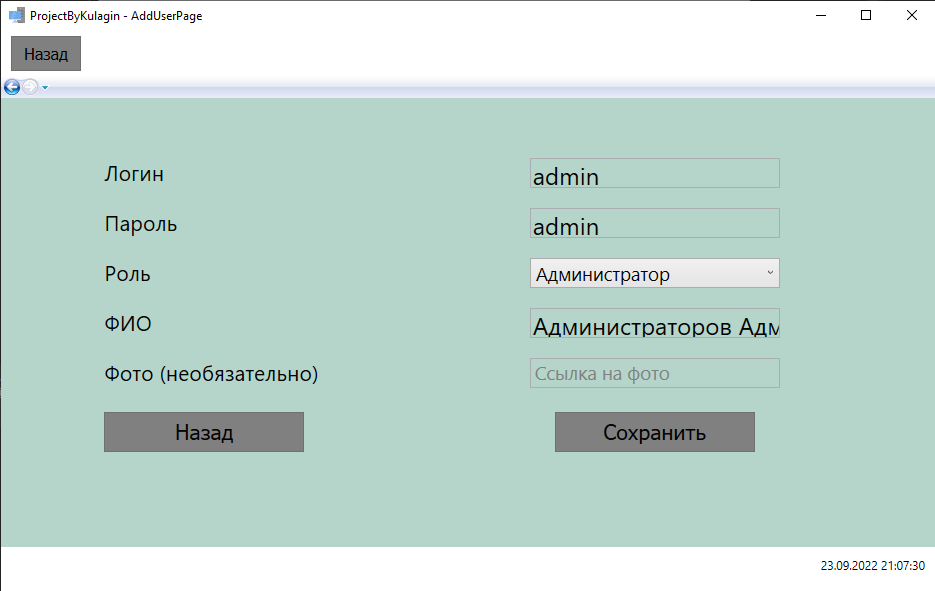 ProjectByKulagin - AddUserPage
Назад
Логин
admin
Пароль
admin
Роль
Администратор
ФИО
Администраторов Адм
Фото (необязательно)
Ссылка на фото
Назад
Сохранить
23.09.2022 21:07:30